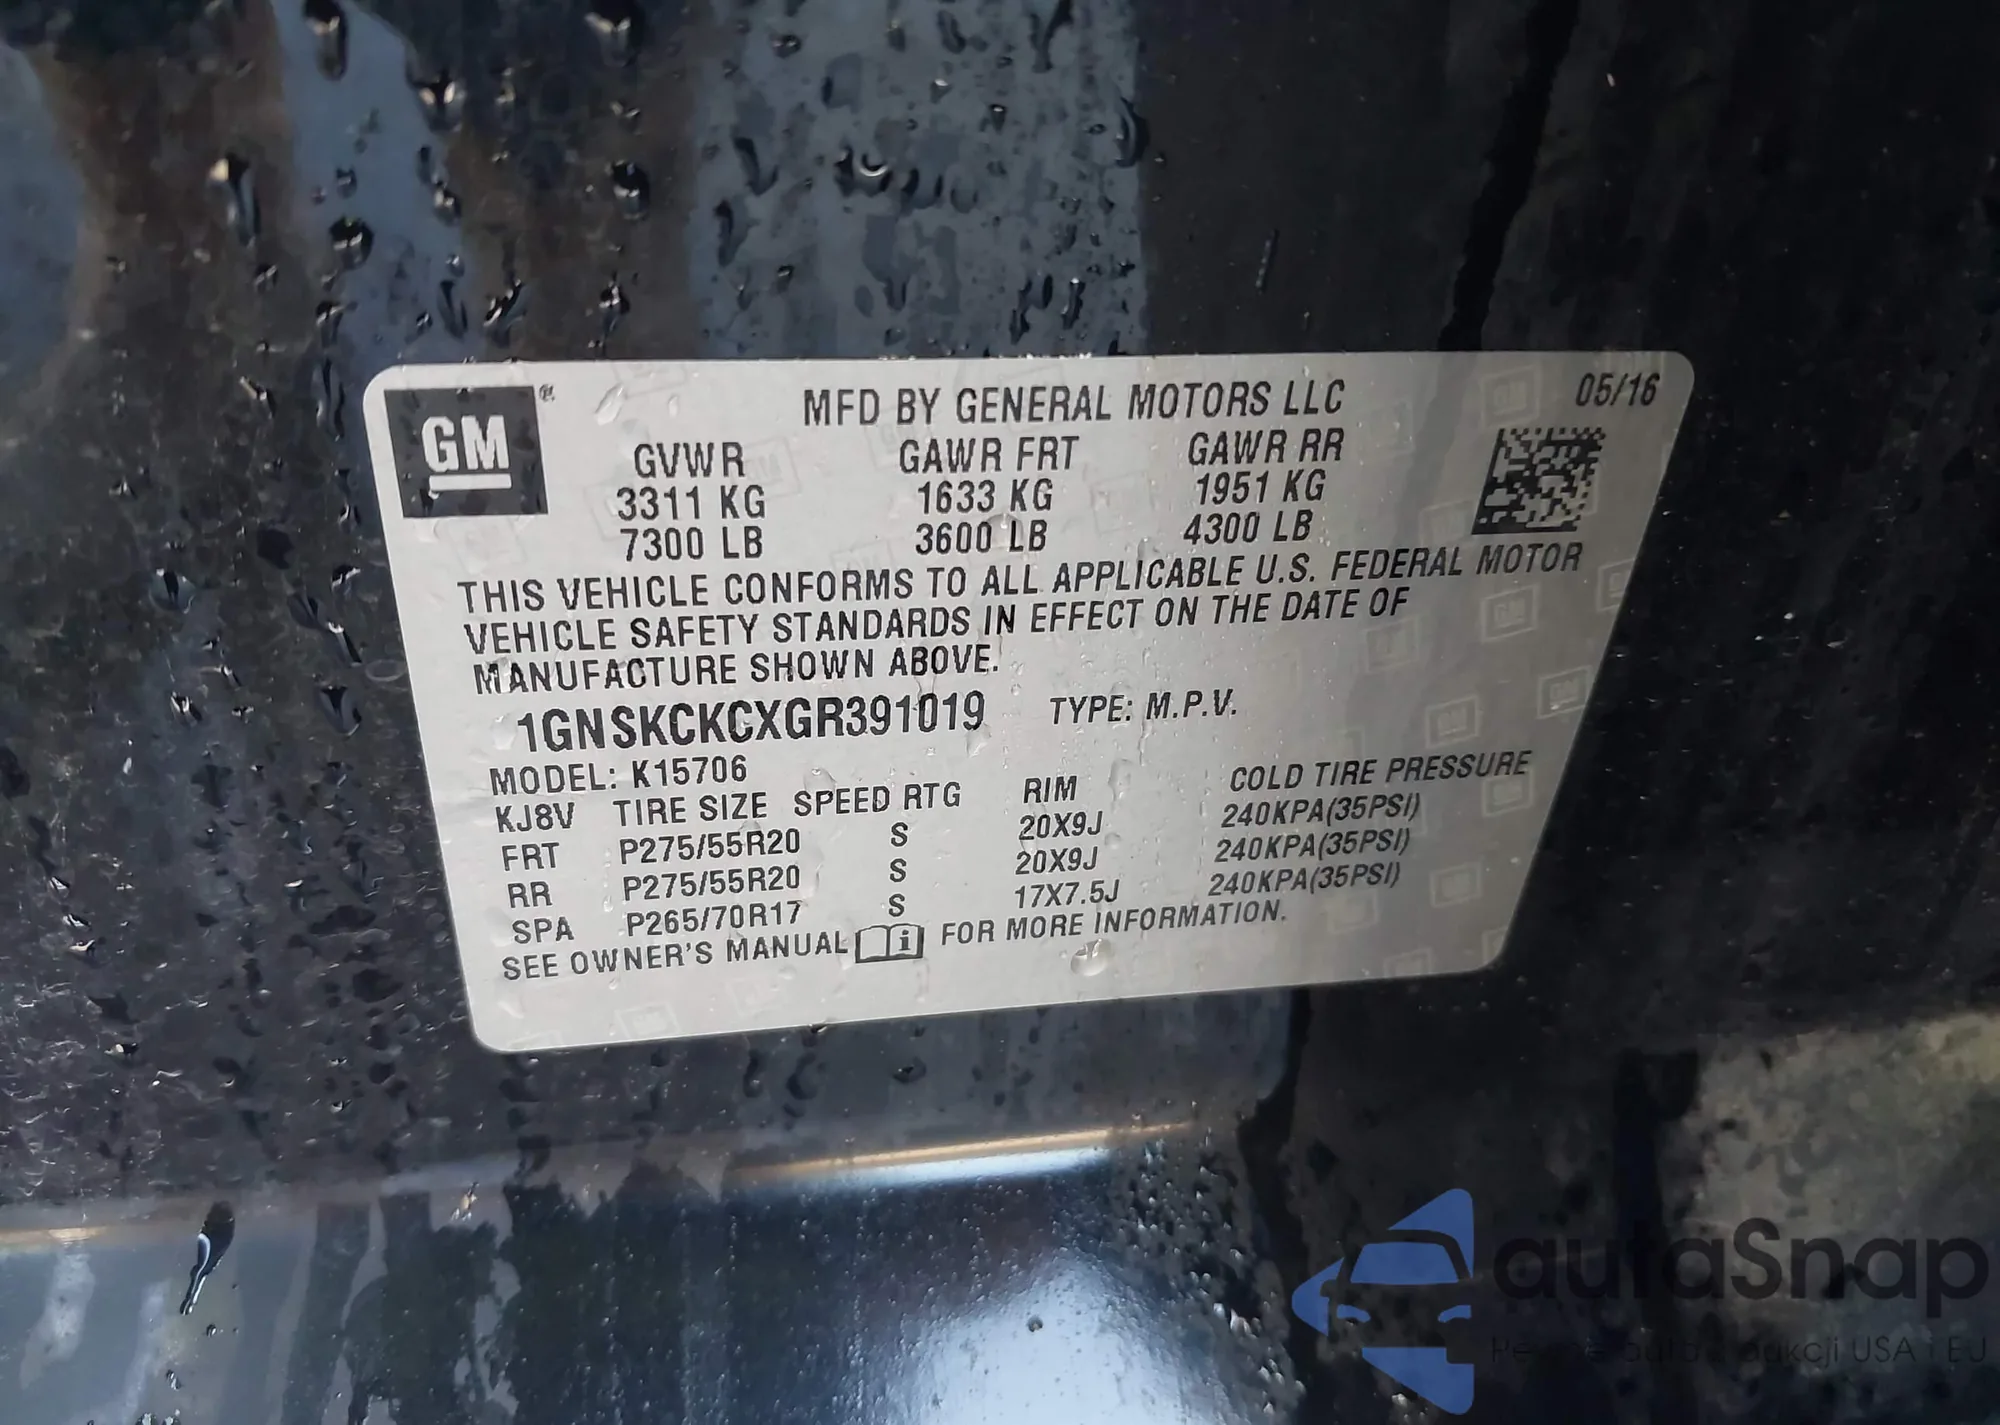 GM®
MFD BY GENERAL MOTORS LLC 05/16
GVWR GAWR FRT GAWR RR
3311 KG 1633 KG 1951 KG
7300 LB 3600 LB 4300 LB
THIS VEHICLE CONFORMS TO ALL APPLICABLE U.S. FEDERAL MOTOR
VEHICLE SAFETY STANDARDS IN EFFECT ON THE DATE OF
MANUFACTURE SHOWN ABOVE.
1GNSKCKCXGR391019 TYPE: M.P.V.
MODEL: K15706
KJ8V TIRE SIZE SPEED RTG RIM COLD TIRE PRESSURE
FRT P275/55R20 S 20X9J 240KPA(35PSI)
RR P275/55R20 S 20X9J 240KPA(35PSI)
SPA P265/70R17 S 17X7.5J 240KPA(35PSI)
SEE OWNER'S MANUAL i FOR MORE INFORMATION.
autaSnap
USA i EU